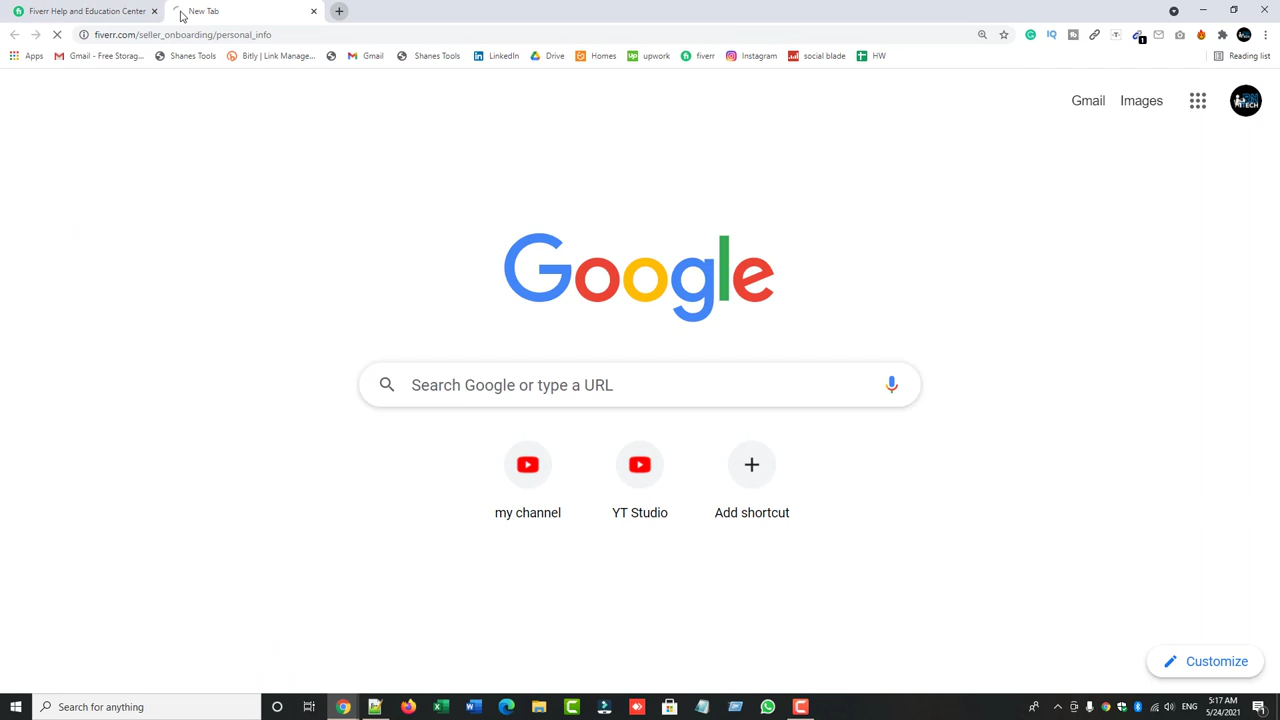 Fiverr Help and Education Center
New Tab
fiverr.com/seller_onboarding/personal_info
Apps
Gmail - Free Storag...
Shanes Tools
Bitly | Link Manage...
Gmail
Shanes Tools
LinkedIn
Drive
Homes
up
upwork
fiverr
Instagram
social blade
HW
Reading list
Gmail
Images
Google
Search Google or type a URL
my channel
YT Studio
Add shortcut
Customize
Search for anything
ENG
5:17 AM
5/24/2021